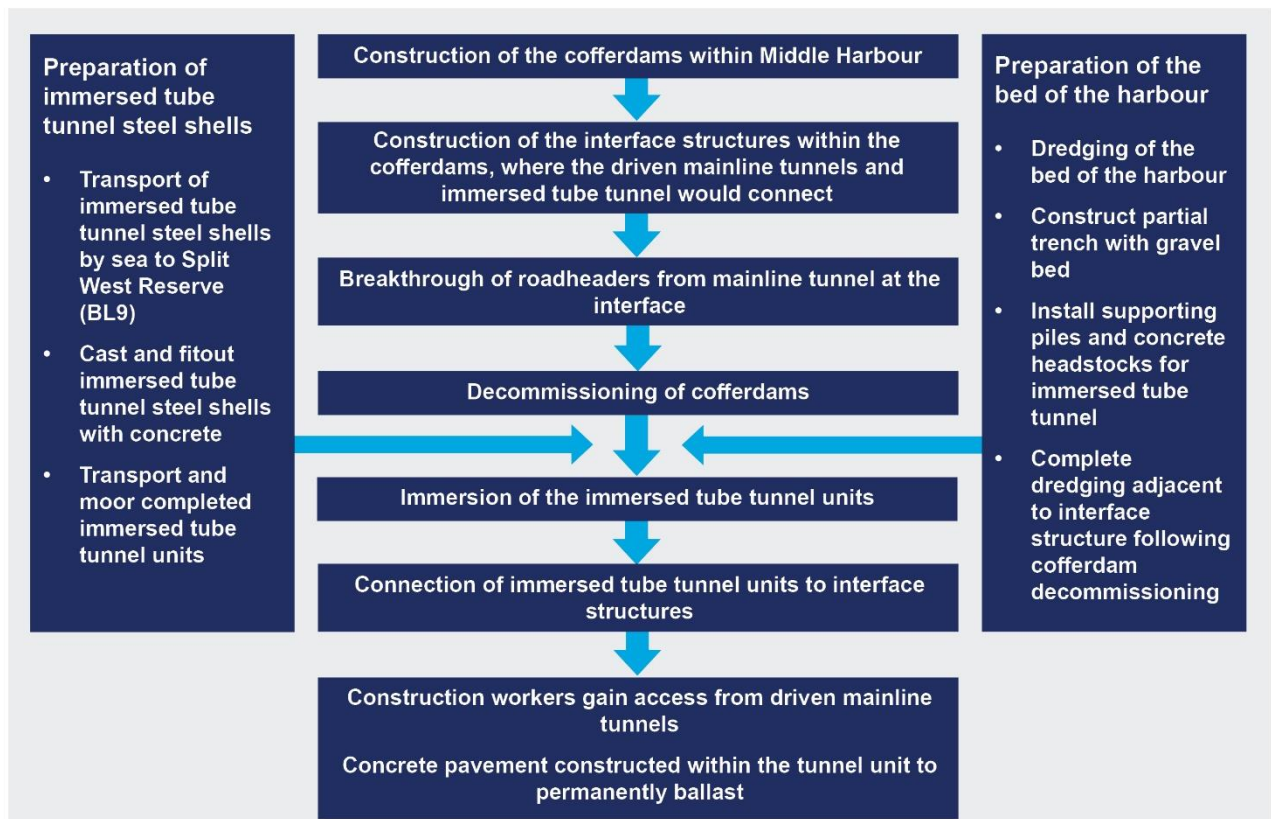 Preparation of
immersed tube
tunnel steel shells
• Transport of
immersed tube
tunnel steel shells
by sea to Split
West Reserve
(BL9)
• Cast and fitout
immersed tube
tunnel steel shells
with concrete
• Transport and
moor completed
immersed tube
tunnel units
Construction of the cofferdams within Middle Harbour
Construction of the interface structures within the
cofferdams, where the driven mainline tunnels and
immersed tube tunnel would connect
Breakthrough of roadheaders from mainline tunnel at the
interface
Decommissioning of cofferdams
Immersion of the immersed tube tunnel units
Connection of immersed tube tunnel units to interface
structures
Construction workers gain access from driven mainline
tunnels
Concrete pavement constructed within the tunnel unit to
permanently ballast
Preparation of the
bed of the harbour
• Dredging of the
bed of the harbour
• Construct partial
trench with gravel
bed
• Install supporting
piles and concrete
headstocks for
immersed tube
tunnel
• Complete
dredging adjacent
to interface
structure following
cofferdam
decommissioning